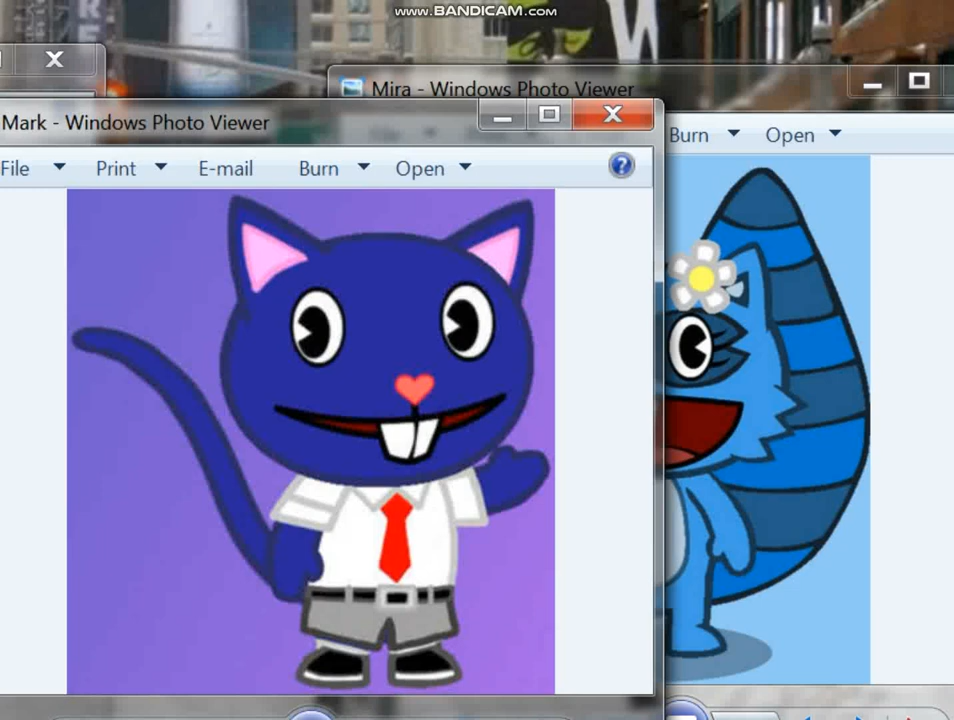 WWW.BANDICAM.COM
Mira - Windows Photo Viewer
Mark - Windows Photo Viewer
Burn Open
File Print E-mail Burn Open